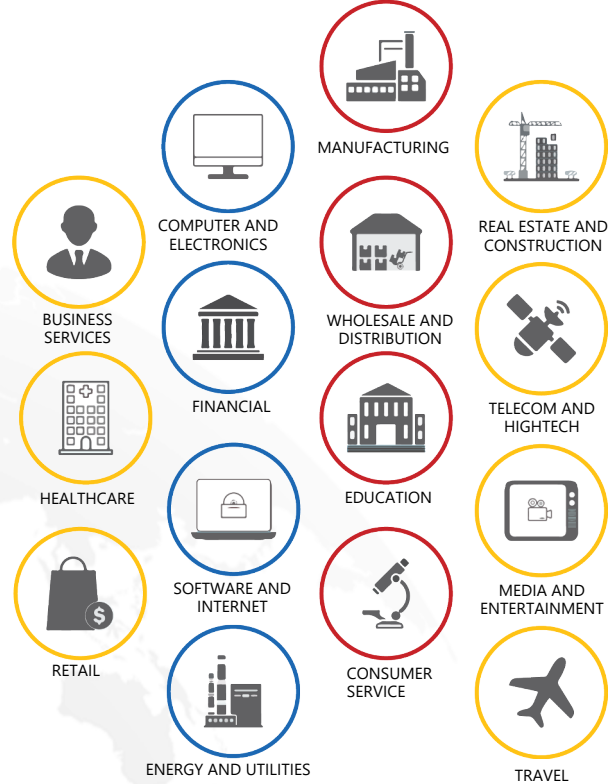 MANUFACTURING
COMPUTER AND
ELECTRONICS
REAL ESTATE AND
CONSTRUCTION
BUSINESS
SERVICES
WHOLESALE AND
DISTRIBUTION
FINANCIAL
TELECOM AND
HIGHTECH
HEALTHCARE
EDUCATION
SOFTWARE AND
INTERNET
MEDIA AND
ENTERTAINMENT
$
RETAIL
CONSUMER
SERVICE
ENERGY AND UTILITIES
TRAVEL